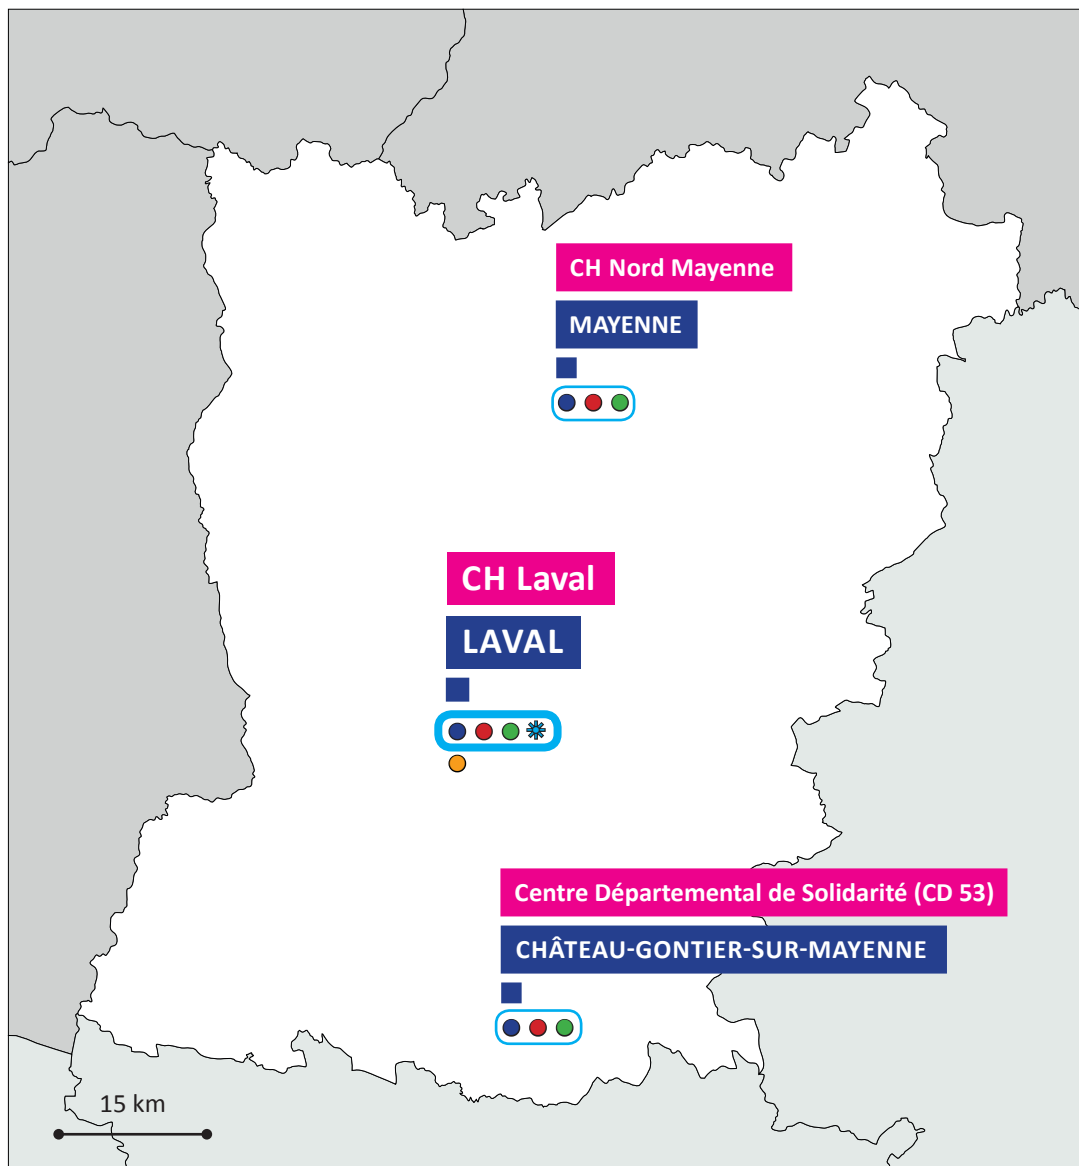 CH Nord Mayenne
MAYENNE
CH Laval
LAVAL
Centre Départemental de Solidarité (CD 53)
CHÂTEAU-GONTIER-SUR-MAYENNE
15 km